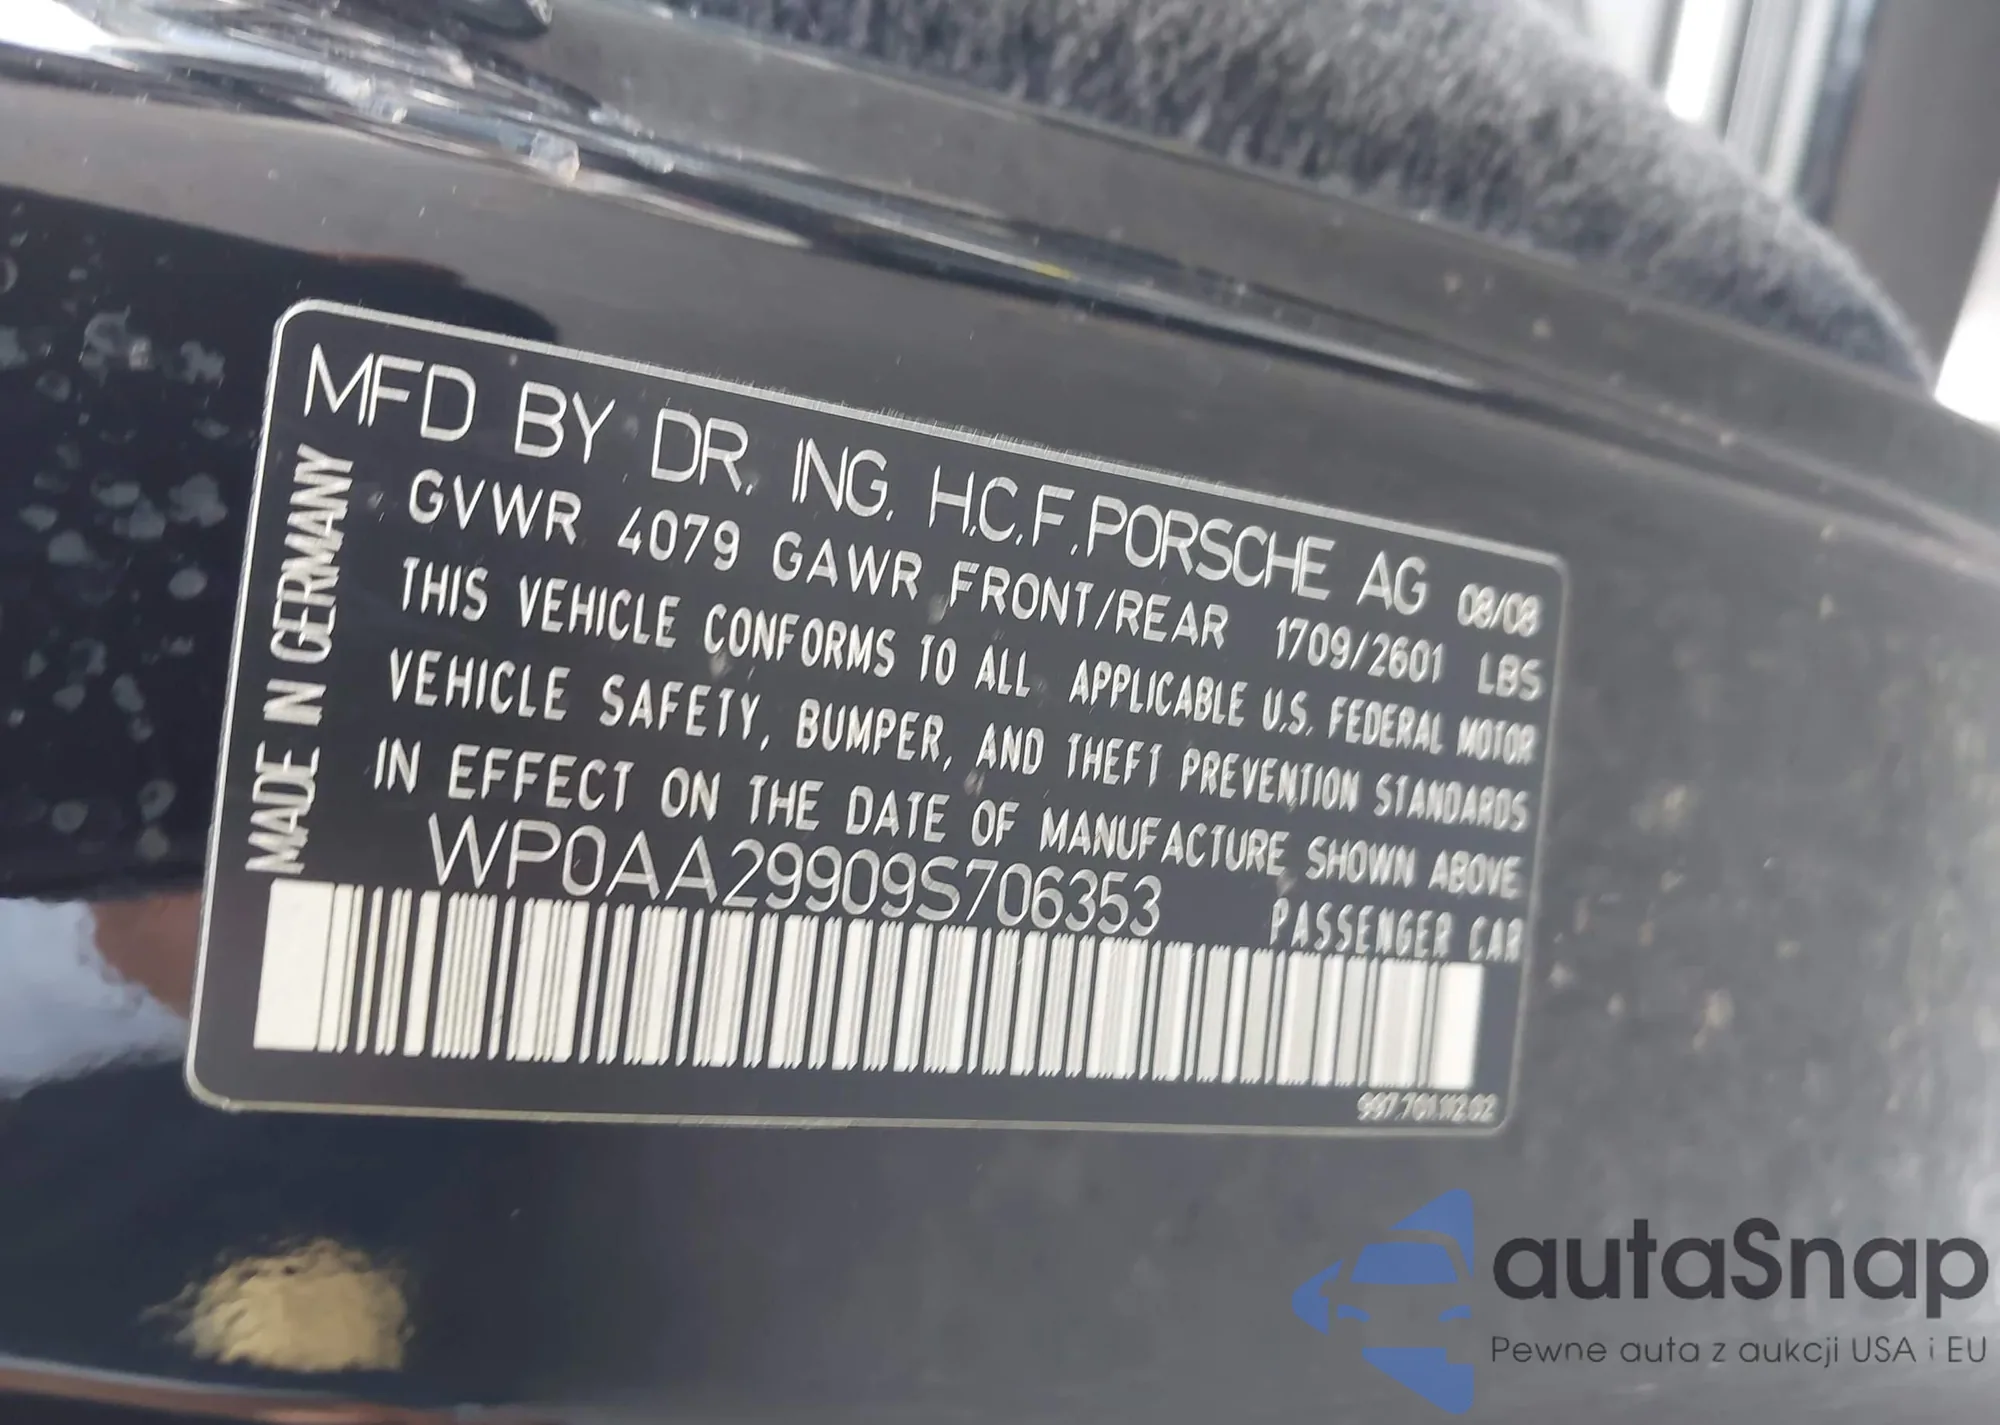 MFD BY DR. ING. H.C.F. PORSCHE AG 08/08
GVWR 4079 GAWR FRONT/REAR 1709/2601 LBS
THIS VEHICLE CONFORMS TO ALL APPLICABLE U.S. FEDERAL MOTOR
VEHICLE SAFETY, BUMPER, AND THEFT PREVENTION STANDARDS
IN EFFECT ON THE DATE OF MANUFACTURE SHOWN ABOVE
WP0AA29909S706353 PASSENGER CAR
MADE IN GERMANY
997.701.112.02
autaSnap
Pewne auta z aukcji USA i EU